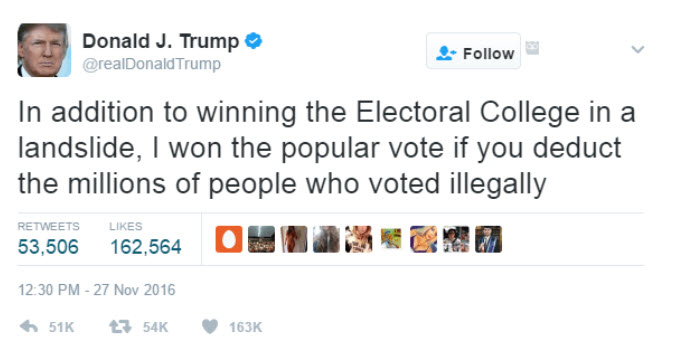 Donald J. Trump
@realDonaldTrump
Follow
In addition to winning the Electoral College in a
landslide, I won the popular vote if you deduct
the millions of people who voted illegally
RETWEETS LIKES
53,506 162,564
12:30 PM - 27 Nov 2016
51K 54K 163K